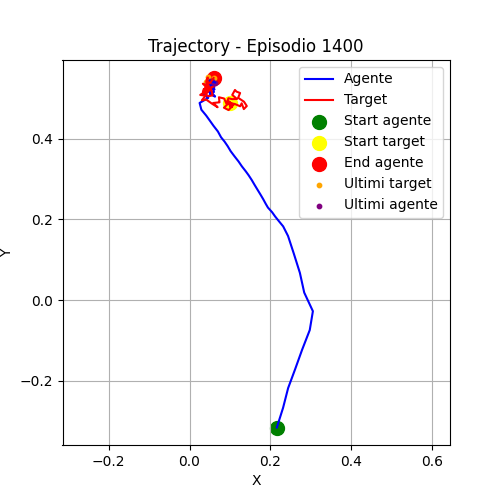 Trajectory - Episodio 1400
Agente
Target
Start agente
Start target
End agente
Ultimi target
Ultimi agente
Y
0.4
0.2
0.0
−0.2
−0.2
0.0
0.2
0.4
0.6
X